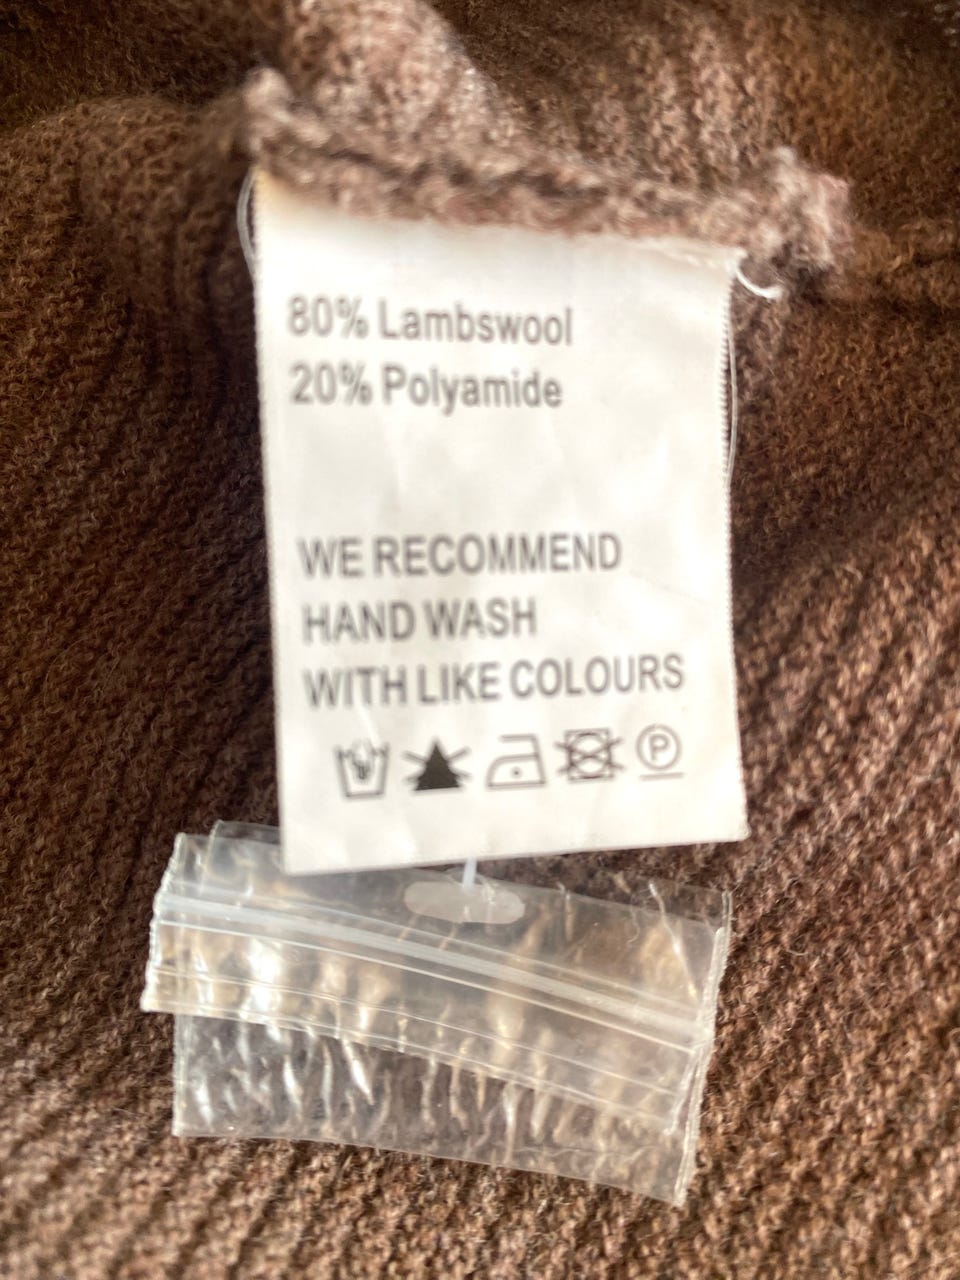 80% Lambswool
20% Polyamide
WE RECOMMEND
HAND WASH
WITH LIKE COLOURS
P